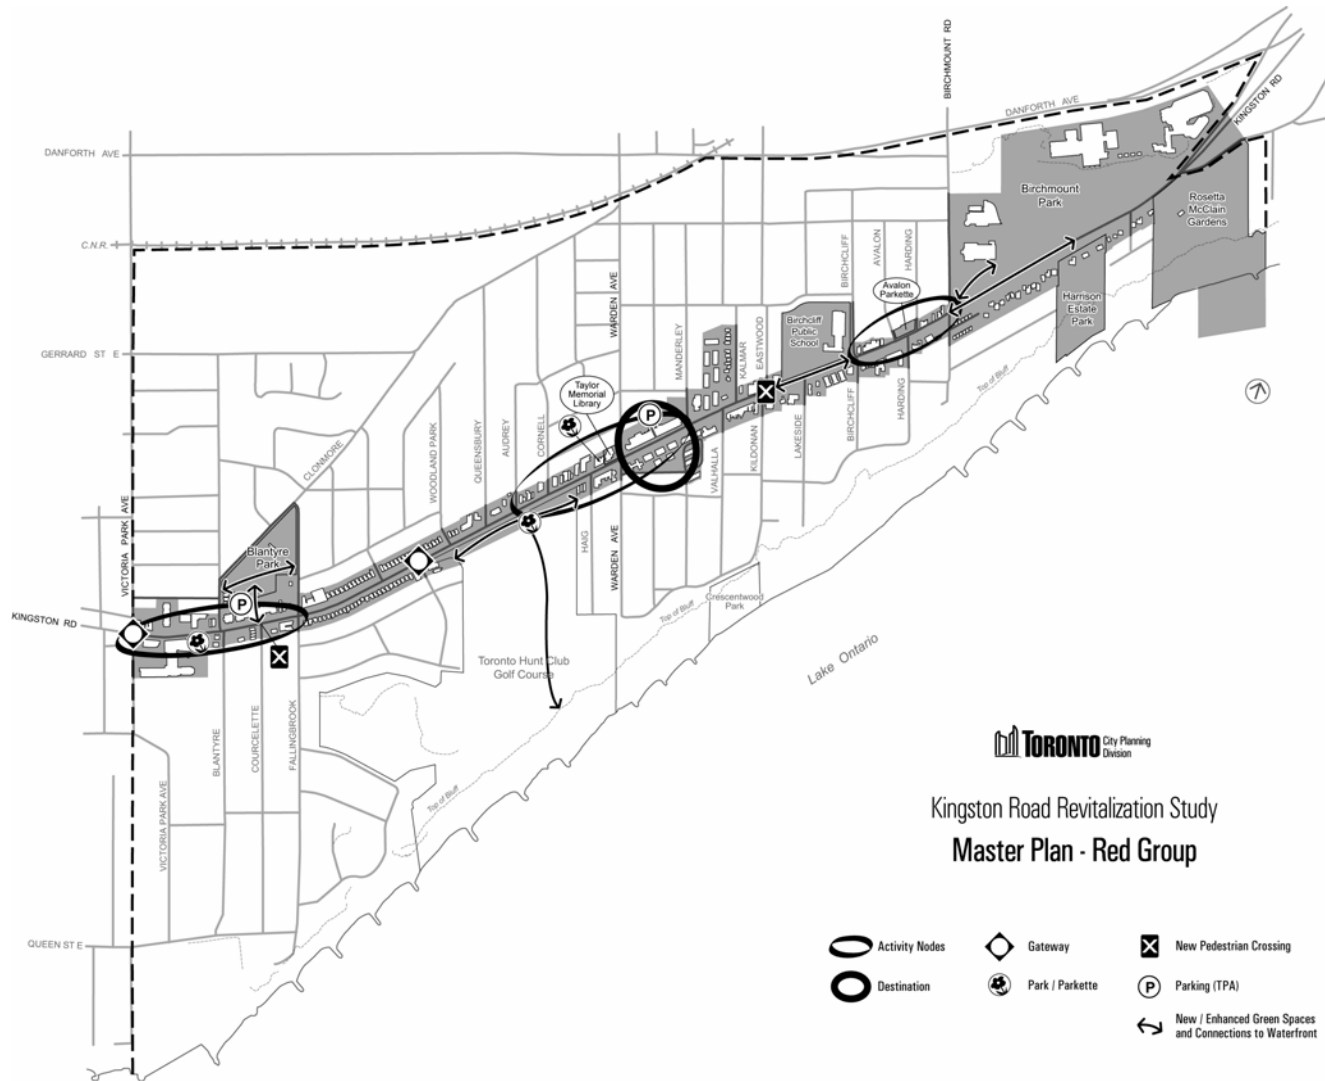 BIRCHMOUNT RD
DANFORTH AVE
KINGSTON RD
DANFORTH AVE
Birchmount
Park
Rosetta
McClain
Gardens
C.N.R.
BIRCHCLIFF
AVALON
HARDING
WARDEN AVE
Avalon
Parkette
Harrison
Estate
Park
MANDERLEY
KALMAR
EASTWOOD
Birchcliff
Public
School
GERRARD ST E
Top of Bluff
Taylor
Memorial
Library
P
CLONMORE
WOODLAND PARK
QUEENSBURY
AUDREY
CORNELL
VALHALLA
KILDONAN
LAKESIDE
BIRCHCLIFF
HARDING
VICTORIA PARK AVE
Blantyre
Park
HAIG
WARDEN AVE
P
KINGSTON RD
Crescentwood
Park
Top of Bluff
Toronto Hunt Club
Golf Course
Lake Ontario
BLANTYRE
COURCELETTE
FALLINGBROOK
VICTORIA PARK AVE
Top of Bluff
QUEEN ST E
TORONTO City Planning
Division
Kingston Road Revitalization Study
Master Plan - Red Group
Activity Nodes
Gateway
New Pedestrian Crossing
Destination
Park / Parkette
P Parking (TPA)
New / Enhanced Green Spaces
and Connections to Waterfront